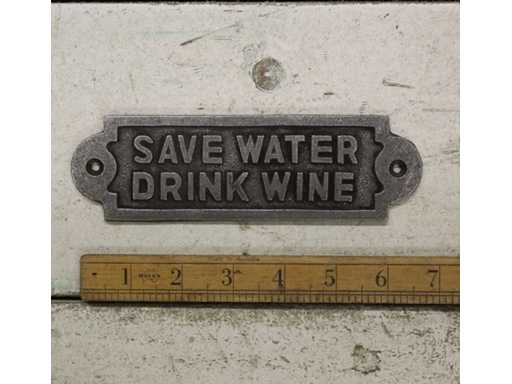 SAVE WATER
DRINK WINE
1 2 3 4 5 6 7